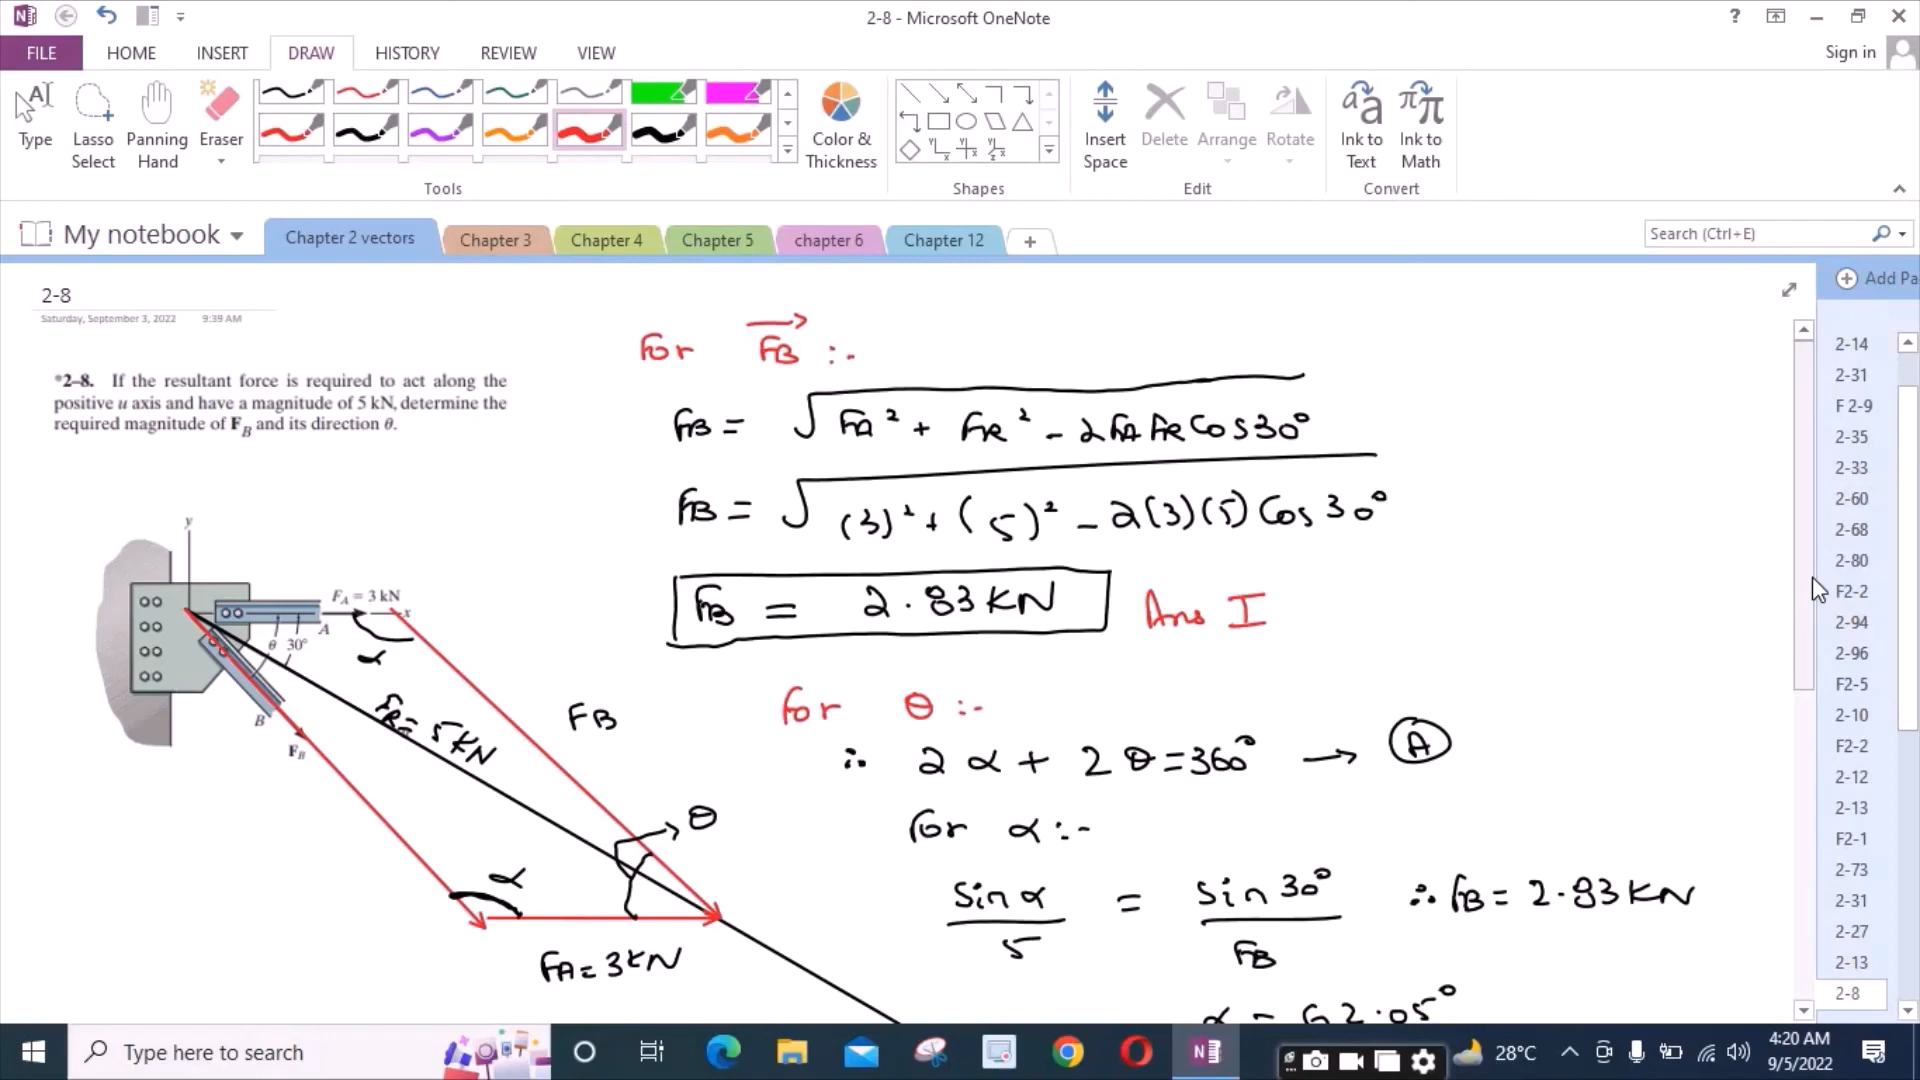 2-8 - Microsoft OneNote
?
FILE HOME INSERT DRAW HISTORY REVIEW VIEW
Sign in
Type
Lasso Select
Panning Hand
Eraser
Color & Thickness
Insert Space
Delete
Arrange
Rotate
Ink to Text
Ink to Math
Tools
Shapes
Edit
Convert
My notebook
Chapter 2 vectors
Chapter 3
Chapter 4
Chapter 5
chapter 6
Chapter 12
Search (Ctrl+E)
Add Pa
2-8
Saturday, September 3, 2022 9:39 AM
*2–8. If the resultant force is required to act along the
positive u axis and have a magnitude of 5 kN, determine the
required magnitude of F_B and its direction θ.
y
F_A = 3 kN
x
A
θ 30°
α
B
F_B
FR = 5 KN
FB
θ
α
FA = 3KN
For FB :-
FB = √ FA² + FR² - 2FA FR Cos30°
FB = √ (3)² + (5)² - 2(3)(5) Cos 30°
FB = 2.83 KN
Ans I
For θ :-
∴ 2α + 2θ = 360° → A
For α :-
Sin α / 5 = Sin 30° / FB ∴ FB = 2.83 KN
α = 62.05°
2-14
2-31
F 2-9
2-35
2-33
2-60
2-68
2-80
F2-2
2-94
2-96
F2-5
2-10
F2-2
2-12
2-13
F2-1
2-73
2-31
2-27
2-13
2-8
Type here to search
28°C
4:20 AM
9/5/2022